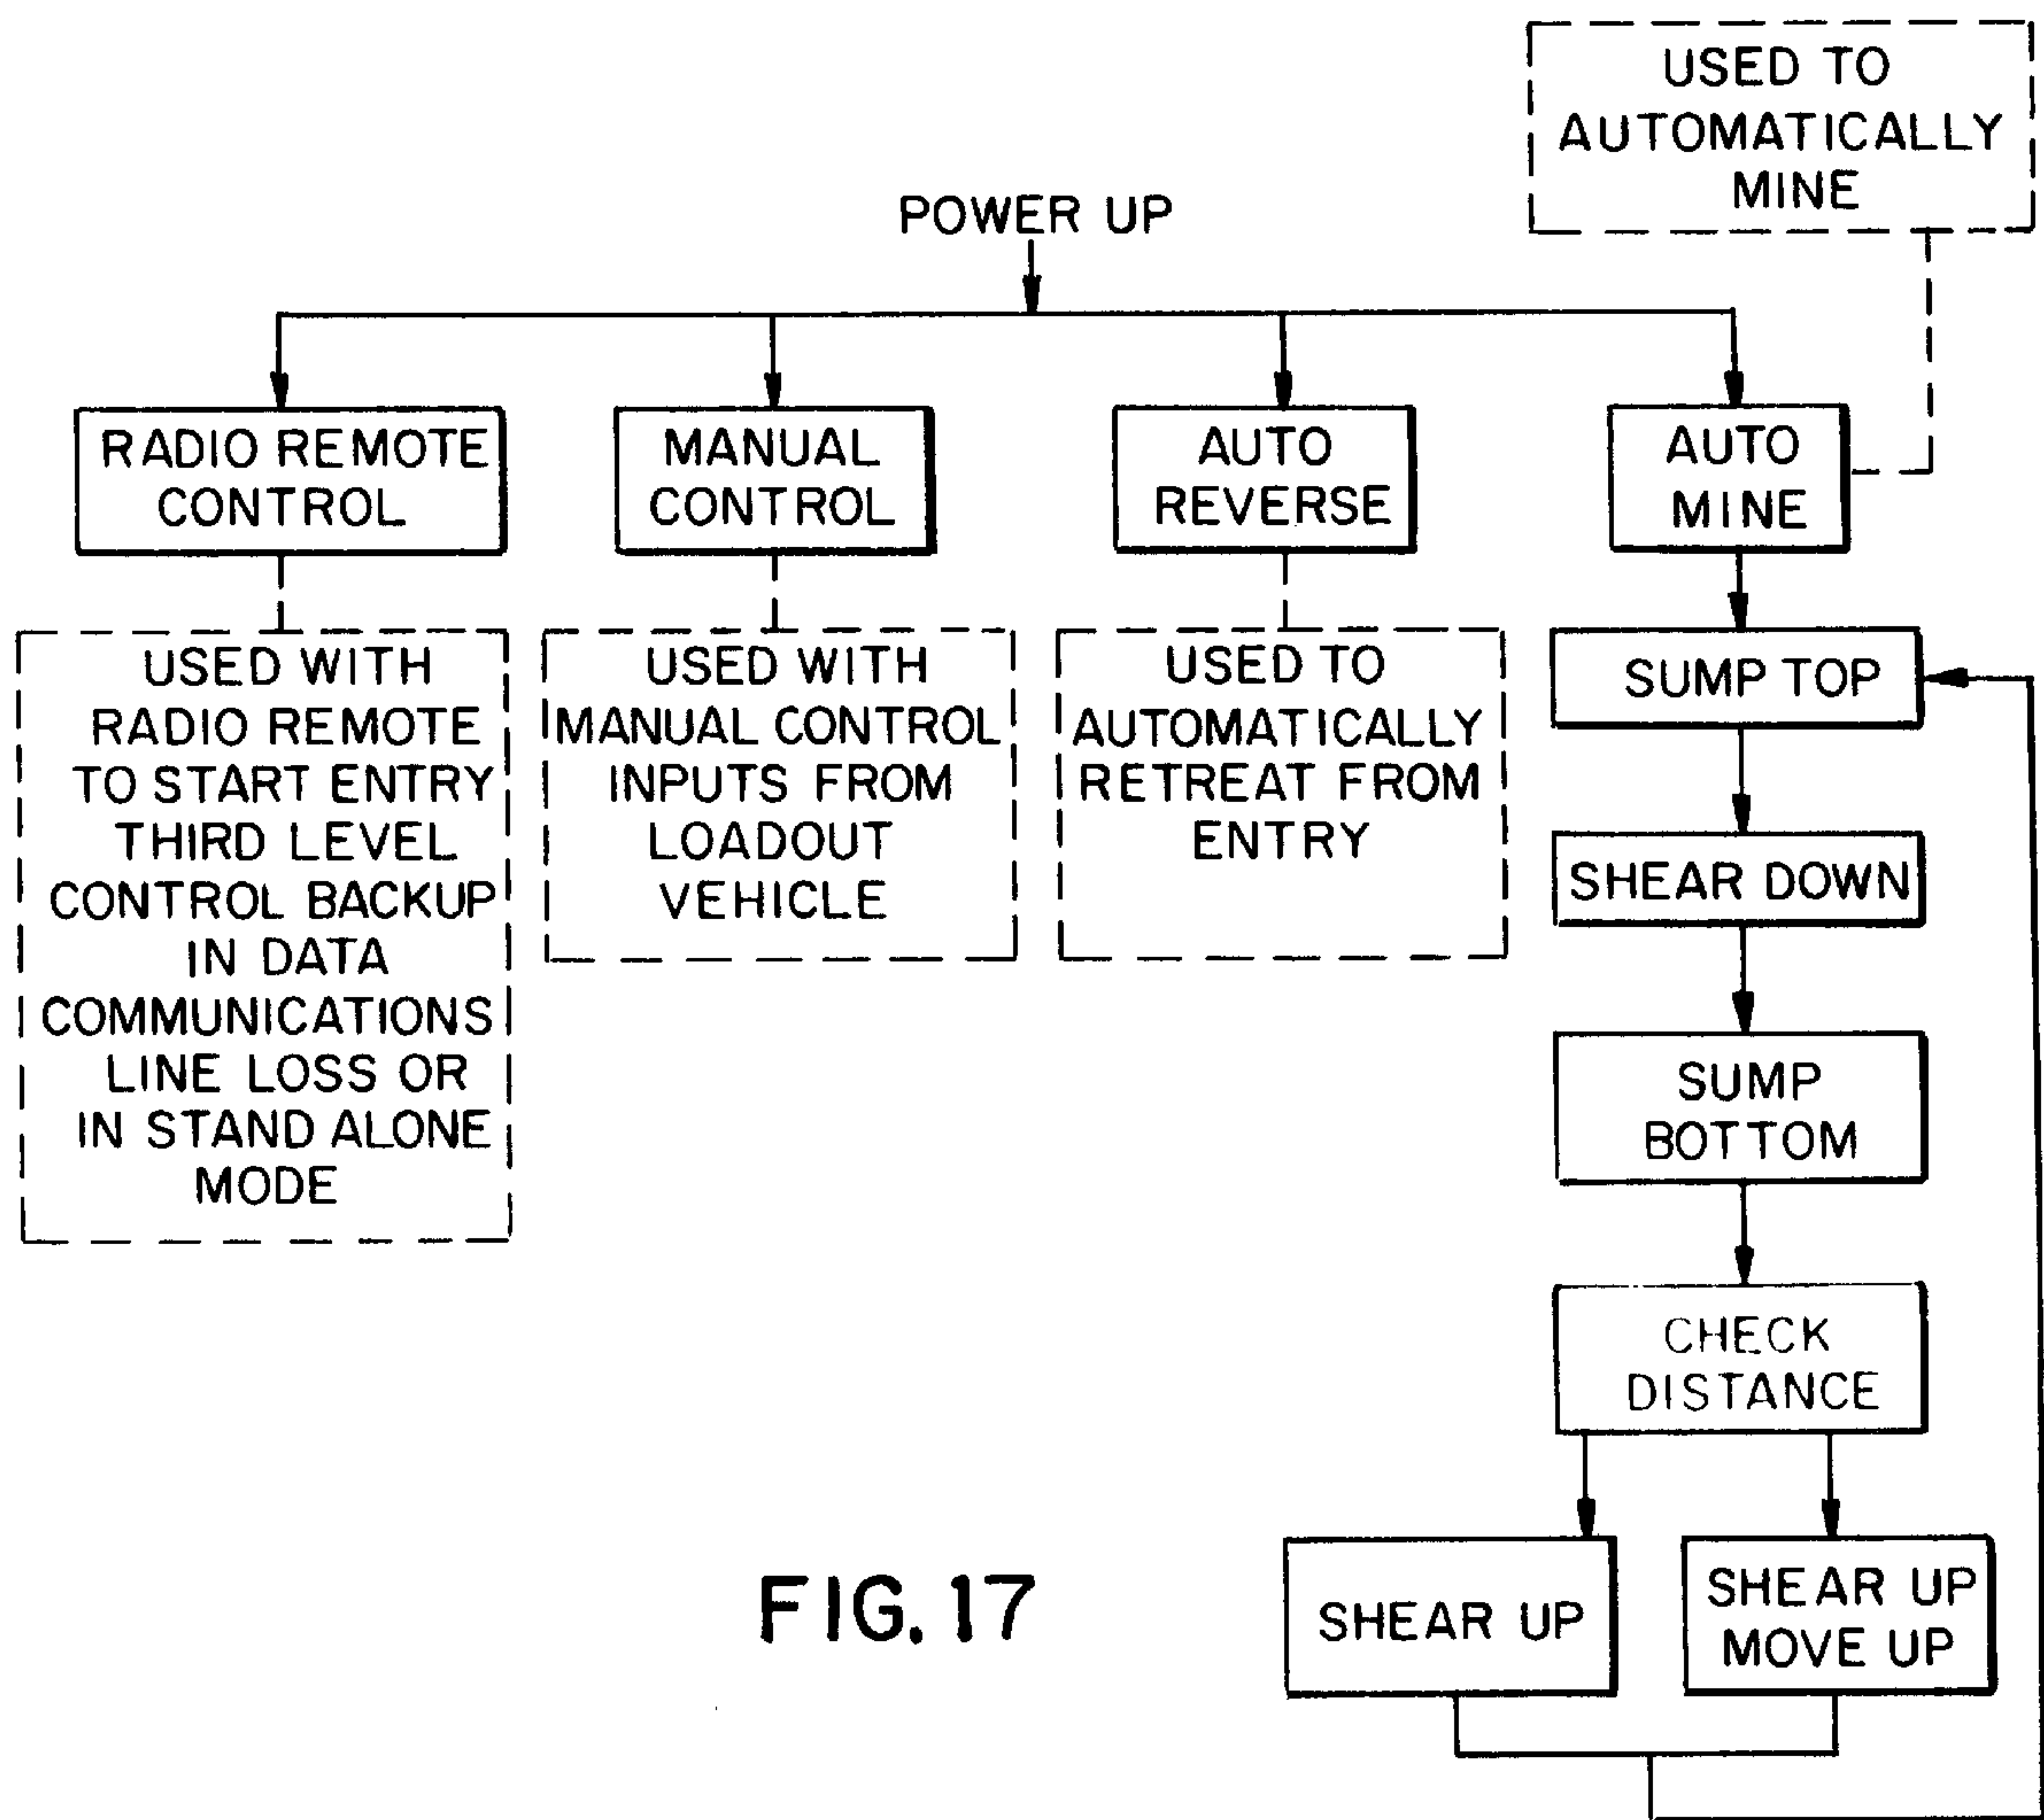 USED TO
AUTOMATICALLY
MINE
POWER UP
RADIO REMOTE
CONTROL
MANUAL
CONTROL
AUTO
REVERSE
AUTO
MINE
USED WITH
RADIO REMOTE
TO START ENTRY
THIRD LEVEL
CONTROL BACKUP
IN DATA
COMMUNICATIONS
LINE LOSS OR
IN STAND ALONE
MODE
USED WITH
MANUAL CONTROL
INPUTS FROM
LOADOUT
VEHICLE
USED TO
AUTOMATICALLY
RETREAT FROM
ENTRY
SUMP TOP
SHEAR DOWN
SUMP
BOTTOM
CHECK
DISTANCE
SHEAR UP
SHEAR UP
MOVE UP
FIG. 17